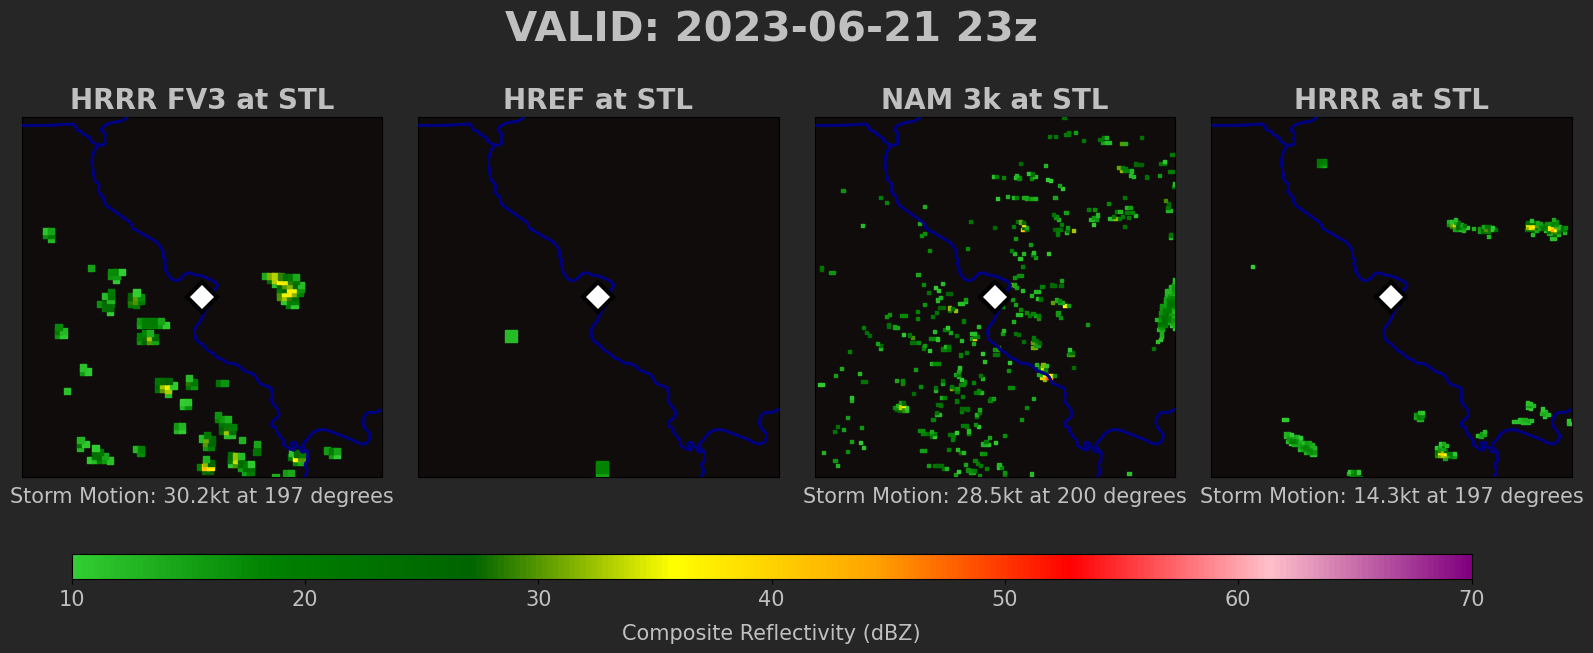 VALID: 2023-06-21 23z
HRRR FV3 at STL
HREF at STL
NAM 3k at STL
HRRR at STL
Storm Motion: 30.2kt at 197 degrees
Storm Motion: 28.5kt at 200 degrees
Storm Motion: 14.3kt at 197 degrees
10 20 30 40 50 60 70
Composite Reflectivity (dBZ)